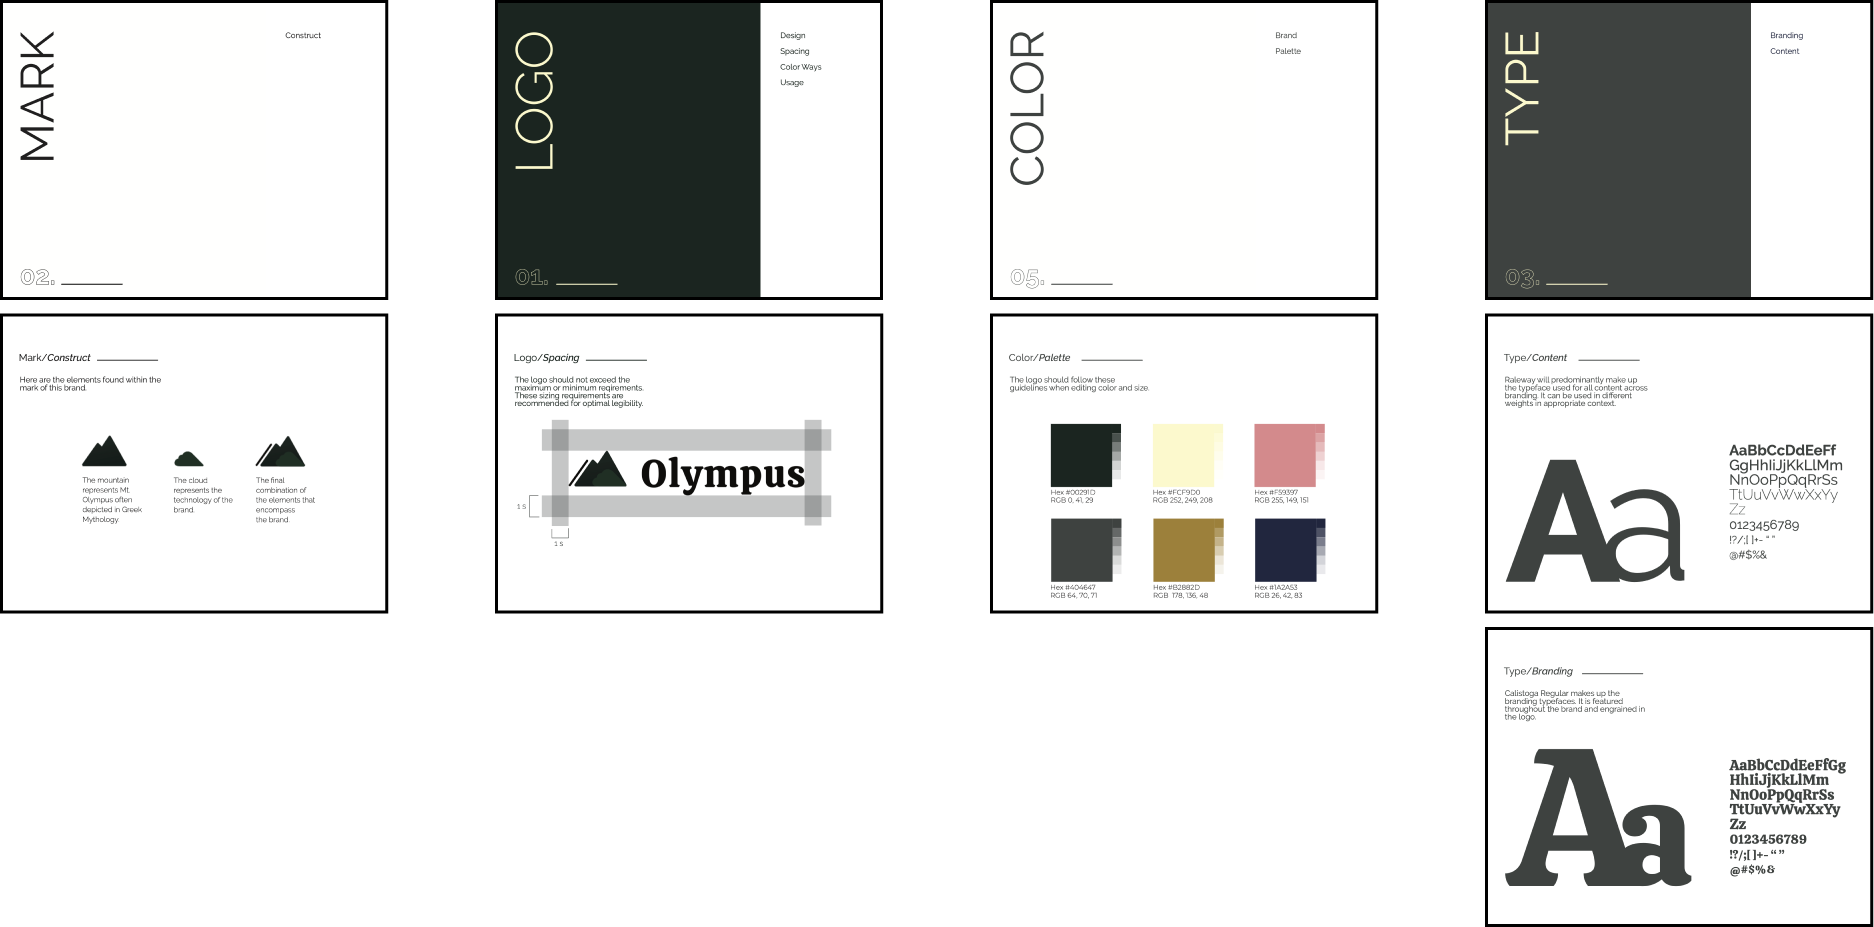 MARK
Construct
02.
LOGO
Design
Spacing
Color Ways
Usage
01.
COLOR
Brand
Palette
05.
TYPE
Branding
Content
03.
Mark/Construct
Here are the elements found within the
mark of this brand.
The mountain
represents Mt.
Olympus often
depicted in Greek
Mythology
The cloud
represents the
technology of the
brand.
The final
combination of
the elements that
encompass
the brand
Logo/Spacing
The logo should not exceed the
maximum or minimum reqirements.
These sizing requirements are
recommended for optimal legibility.
Olympus
1 S
1 S
Color/Palette
The logo should follow these
guidelines when editing color and size.
Hex #00291D
RGB 0, 41, 29
Hex #FCF9D0
RGB 252, 249, 208
Hex #F59397
RGB 255, 149, 151
Hex #404647
RGB 64, 70, 71
Hex #B2882D
RGB 178, 136, 48
Hex #1A2A53
RGB 26, 42, 83
Type/Content
Raleway will predominantly make up
the typeface used for all content across
branding. It can be used in different
weights in appropriate context.
Aa
AaBbCcDdEeFf
GgHhIiJjKkLlMm
NnOoPpQqRrSs
TtUuVvWwXxYy
Zz
0123456789
!?/;[ ]+- “ ”
@#$%&
Type/Branding
Calistoga Regular makes up the
branding typefaces. It is featured
throughout the brand and engrained in
the logo.
Aa
AaBbCcDdEeFfGg
HhIiJjKkLlMm
NnOoPpQqRrSs
TtUuVvWwXxYy
Zz
0123456789
!?/;[ ]+- “ ”
@#$%&